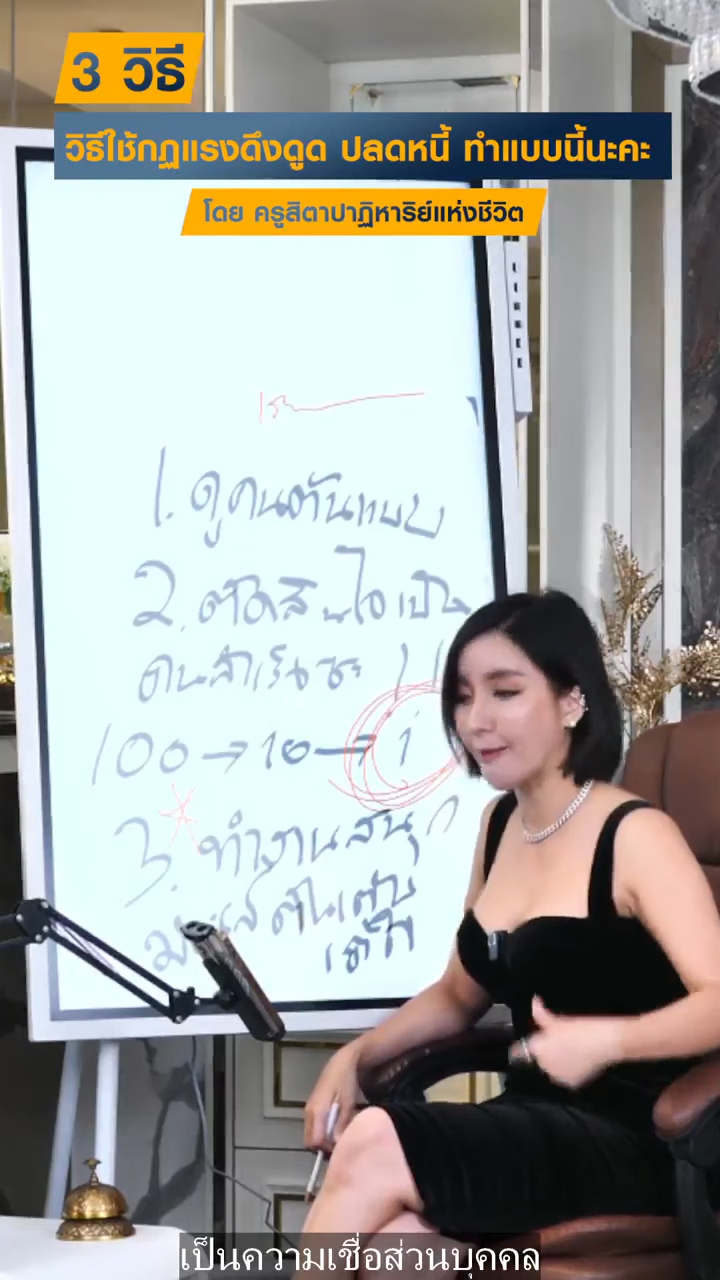 3 วิธี
วิธีใช้กฏแรงดึงดูด ปลดหนี้ ทำแบบนี้นะคะ
โดย ครูสิตาปาฏิหาริย์แห่งชีวิต
1. ดูคนต้นแบบ
2. ตัดสินใจเป็น
คนสำเร็จซะ
100 → 10 → 1
3. ทำงานสนุก
เป็นความเชื่อส่วนบุคคล